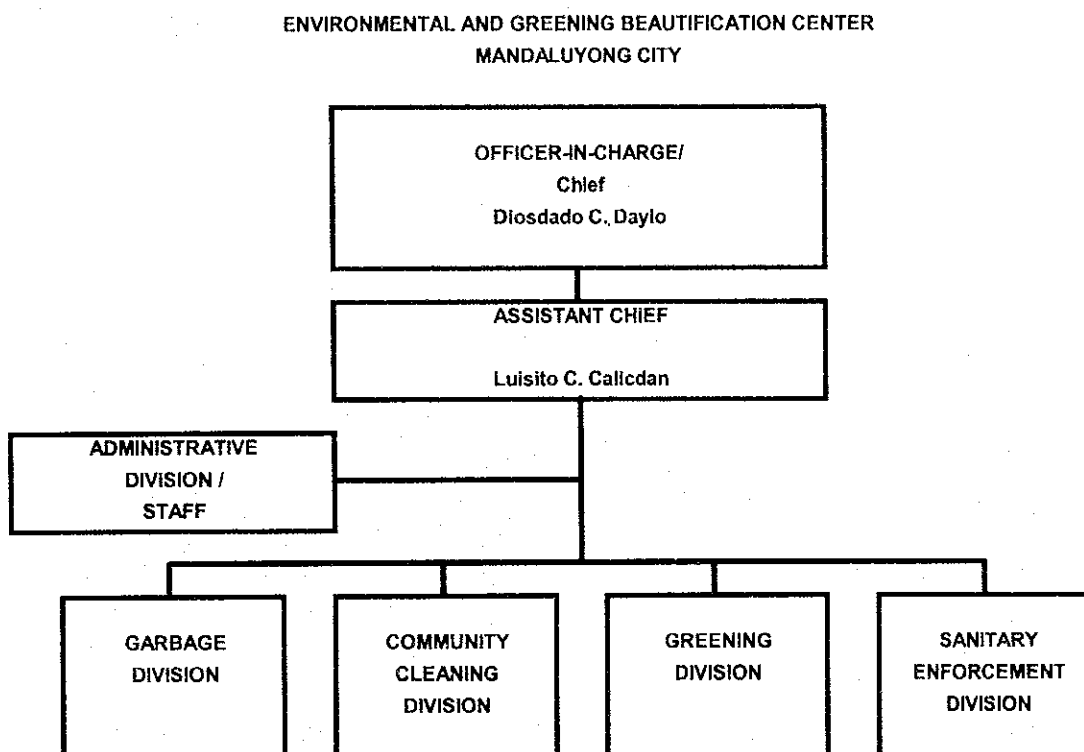 ENVIRONMENTAL AND GREENING BEAUTIFICATION CENTER
MANDALUYONG CITY
OFFICER-IN-CHARGE/
Chief
Diosdado C. Daylo
ASSISTANT CHIEF
Luisito C. Calicdan
ADMINISTRATIVE
DIVISION /
STAFF
GARBAGE
DIVISION
COMMUNITY
CLEANING
DIVISION
GREENING
DIVISION
SANITARY
ENFORCEMENT
DIVISION